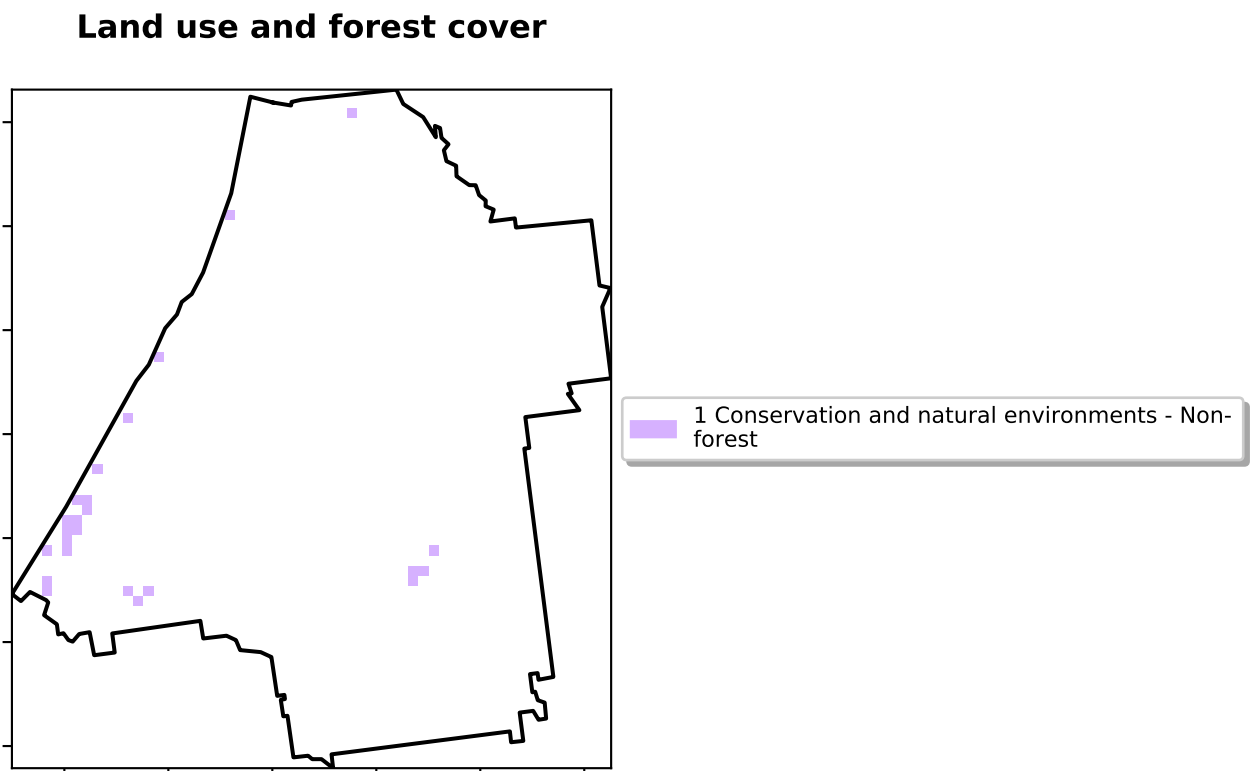 Land use and forest cover
1 Conservation and natural environments - Non-
forest